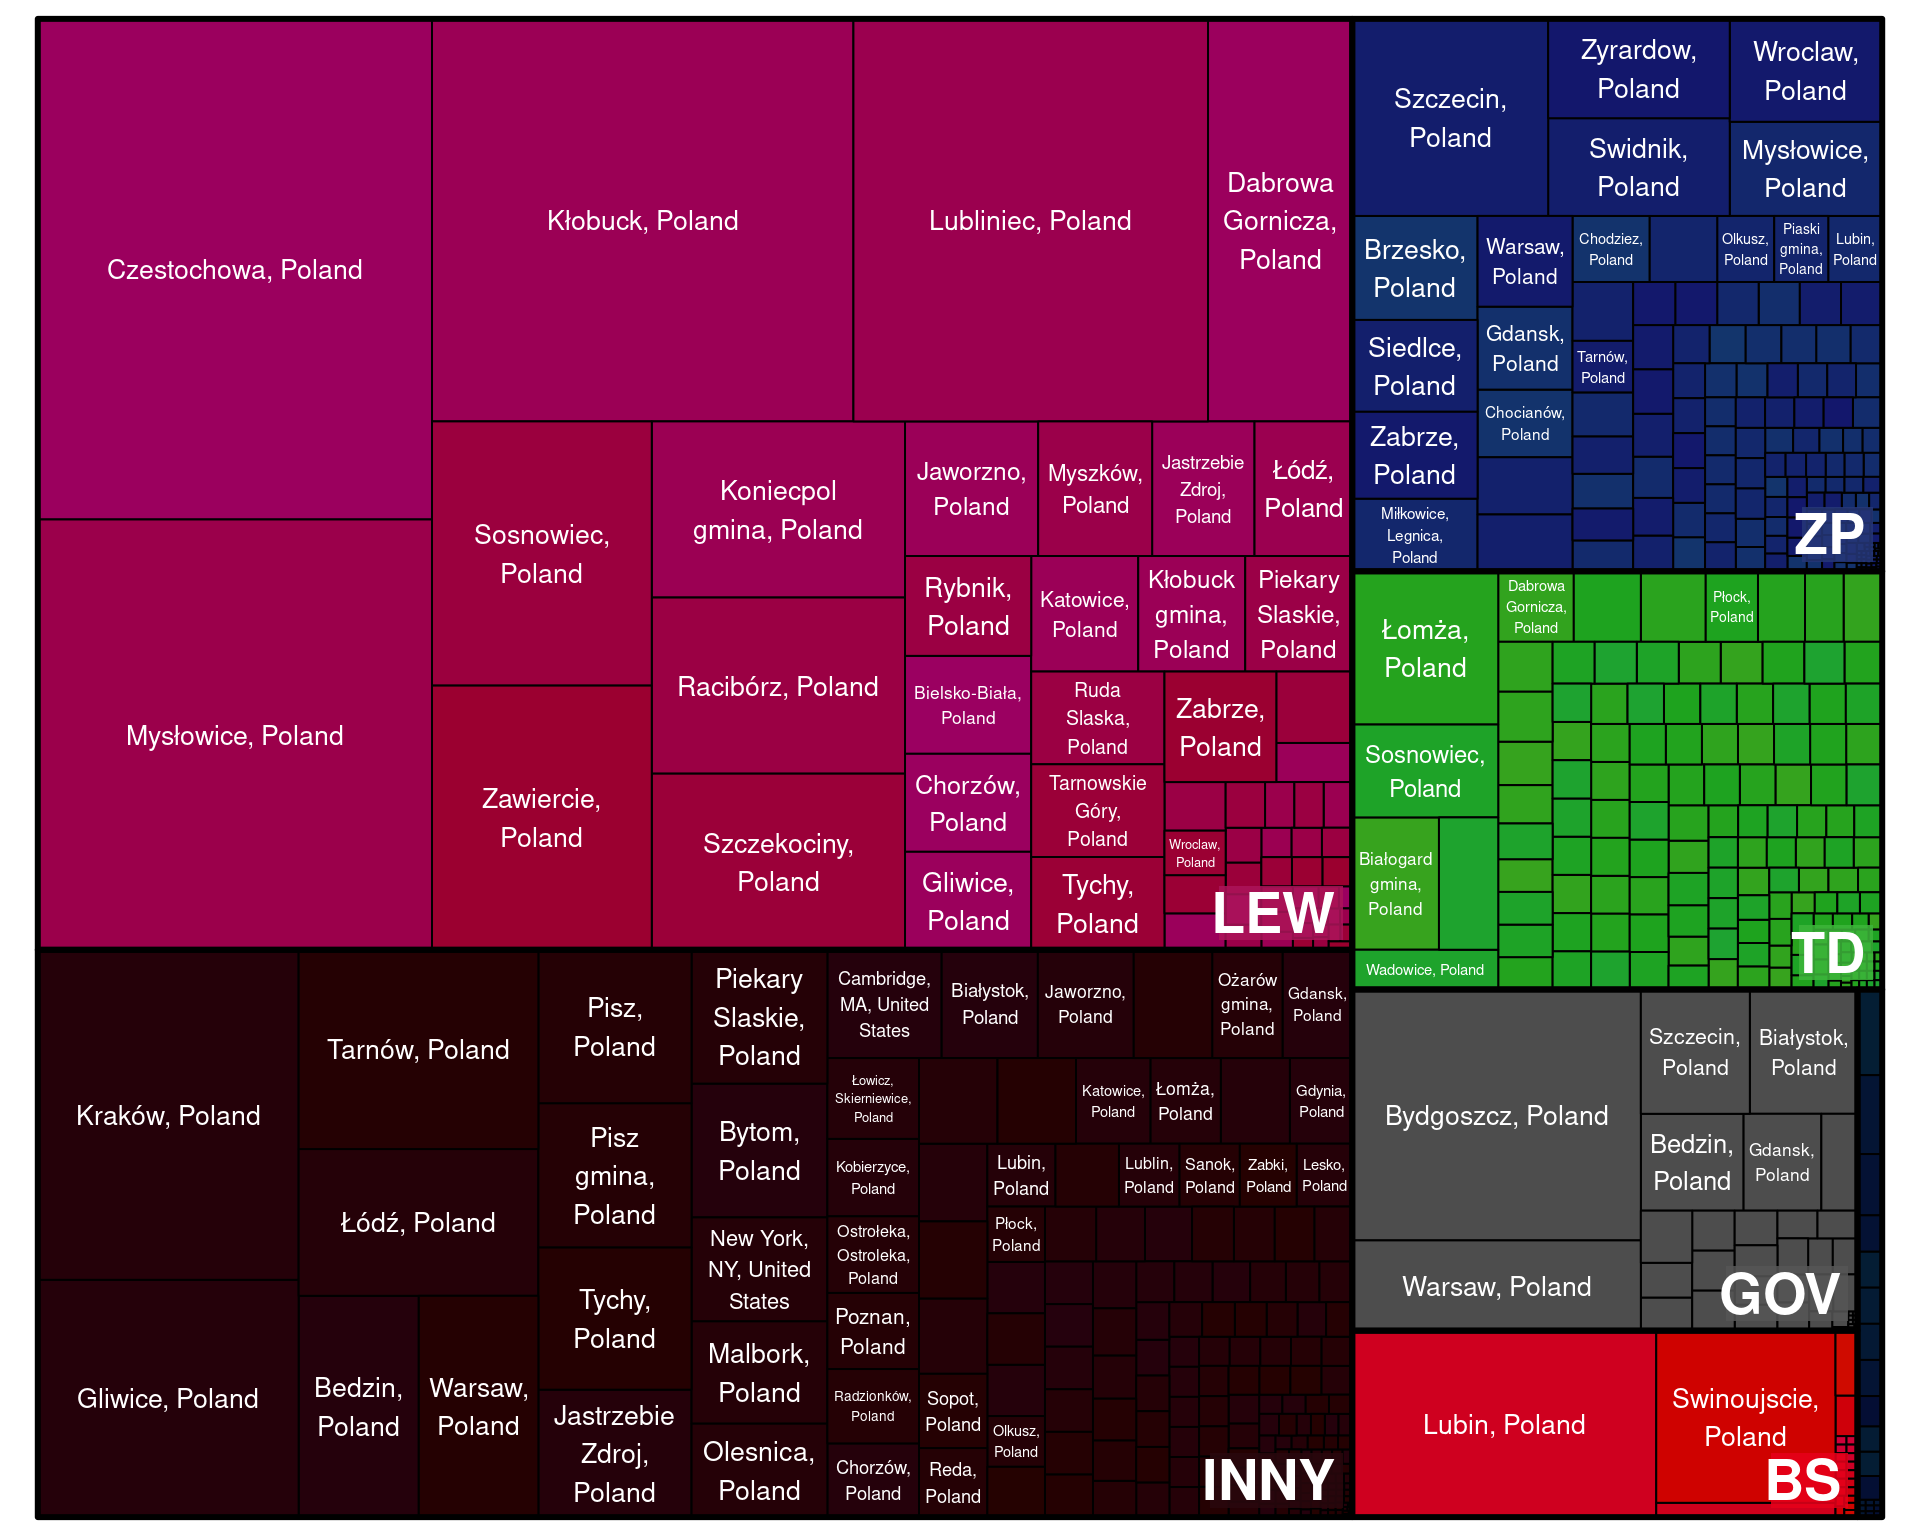 Czestochowa, Poland
Mysłowice, Poland
Kłobuck, Poland
Lubliniec, Poland
Dabrowa
Gornicza,
Poland
Sosnowiec,
Poland
Zawiercie,
Poland
Koniecpol
gmina, Poland
Racibórz, Poland
Szczekociny,
Poland
Jaworzno,
Poland
Myszków,
Poland
Jastrzebie
Zdroj,
Poland
Łódź,
Poland
Rybnik,
Poland
Bielsko-Biała,
Poland
Chorzów,
Poland
Gliwice,
Poland
Katowice,
Poland
Kłobuck
gmina,
Poland
Piekary
Slaskie,
Poland
Ruda
Slaska,
Poland
Tarnowskie
Góry,
Poland
Tychy,
Poland
Zabrze,
Poland
Wroclaw,
Poland
LEW
Szczecin,
Poland
Zyrardow,
Poland
Swidnik,
Poland
Wroclaw,
Poland
Mysłowice,
Poland
Brzesko,
Poland
Siedlce,
Poland
Zabrze,
Poland
Miłkowice,
Legnica,
Poland
Warsaw,
Poland
Gdansk,
Poland
Chocianów,
Poland
Chodziez,
Poland
Tarnów,
Poland
Olkusz,
Poland
Piaski
gmina,
Poland
Lubin,
Poland
ZP
Łomża,
Poland
Sosnowiec,
Poland
Białogard
gmina,
Poland
Wadowice, Poland
Dabrowa
Gornicza,
Poland
Płock,
Poland
TD
Kraków, Poland
Gliwice, Poland
Tarnów, Poland
Łódź, Poland
Bedzin,
Poland
Warsaw,
Poland
Pisz,
Poland
Pisz
gmina,
Poland
Tychy,
Poland
Jastrzebie
Zdroj,
Poland
Piekary
Slaskie,
Poland
Bytom,
Poland
New York,
NY, United
States
Malbork,
Poland
Olesnica,
Poland
Cambridge,
MA, United
States
Białystok,
Poland
Jaworzno,
Poland
Ożarów
gmina,
Poland
Gdansk,
Poland
Łowicz,
Skierniewice,
Poland
Kobierzyce,
Poland
Ostrołeka,
Ostroleka,
Poland
Poznan,
Poland
Radzionków,
Poland
Chorzów,
Poland
Katowice,
Poland
Łomża,
Poland
Gdynia,
Poland
Lubin,
Poland
Lublin,
Poland
Sanok,
Poland
Zabki,
Poland
Lesko,
Poland
Płock,
Poland
Sopot,
Poland
Reda,
Poland
Olkusz,
Poland
INNY
Bydgoszcz, Poland
Warsaw, Poland
Szczecin,
Poland
Białystok,
Poland
Bedzin,
Poland
Gdansk,
Poland
GOV
Lubin, Poland
Swinoujscie,
Poland
BS